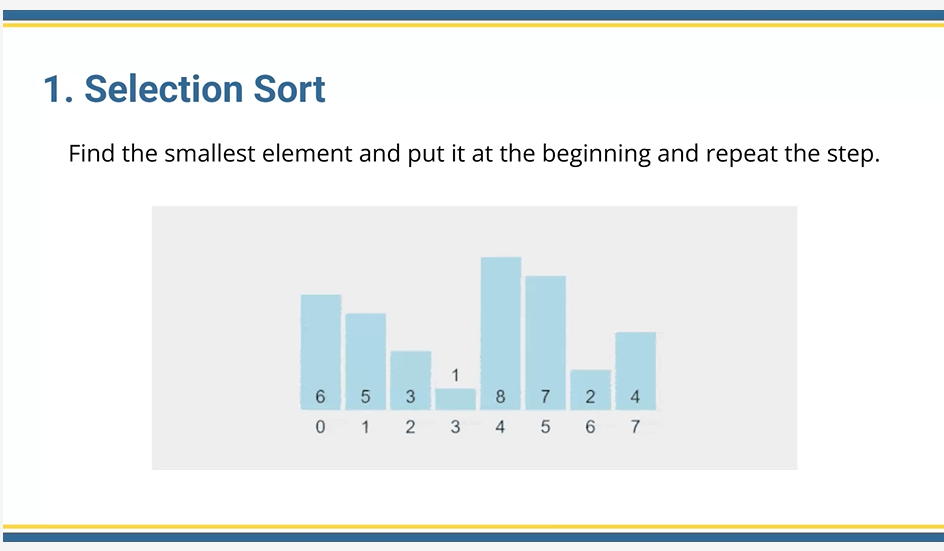 1. Selection Sort
Find the smallest element and put it at the beginning and repeat the step.
1
6 5 3 8 7 2 4
0 1 2 3 4 5 6 7